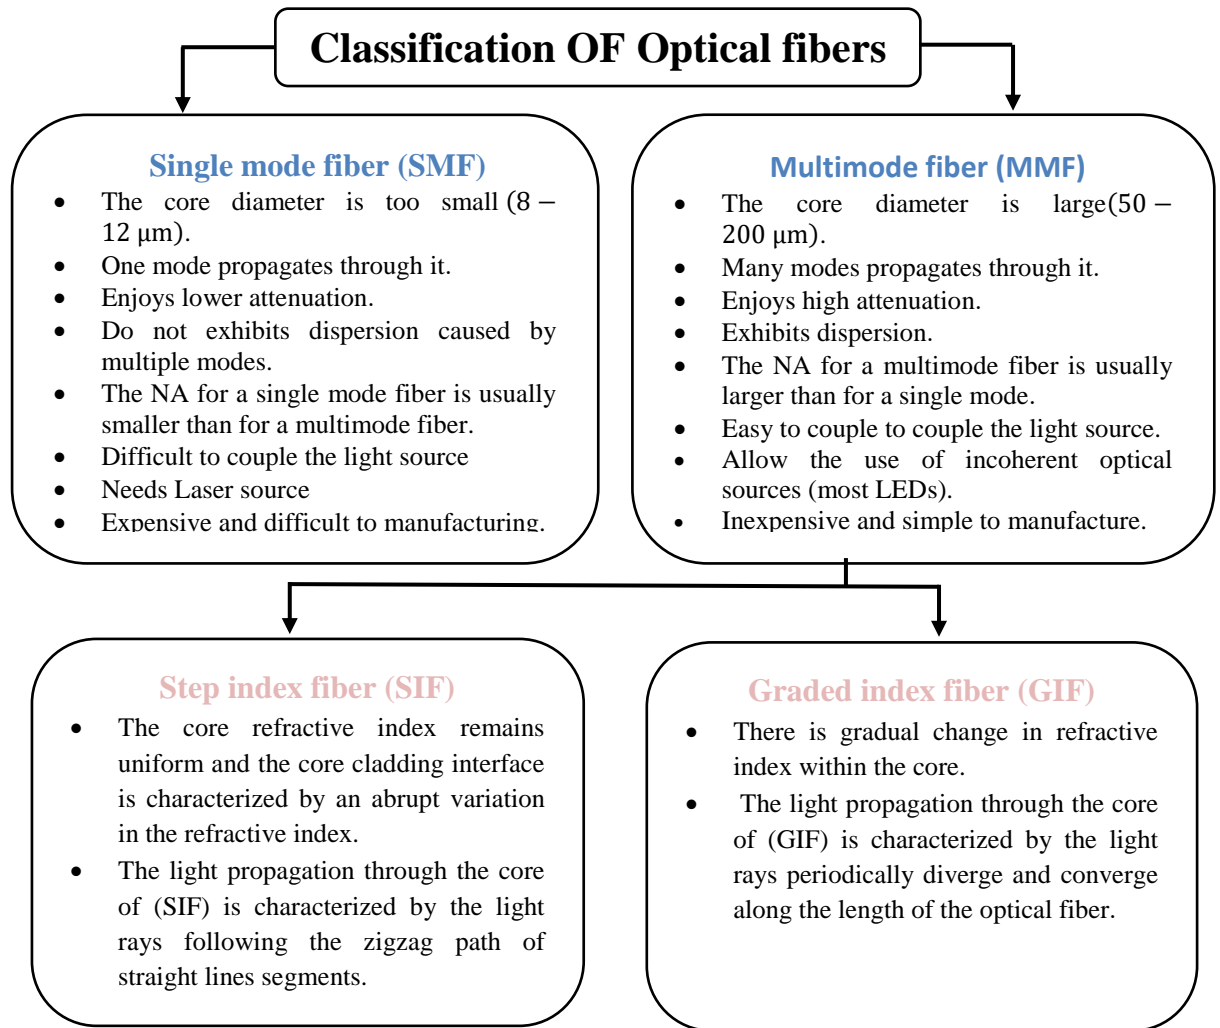 Classification OF Optical fibers
Single mode fiber (SMF)
• The core diameter is too small (8 –
12 μm).
• One mode propagates through it.
• Enjoys lower attenuation.
• Do not exhibits dispersion caused by
multiple modes.
• The NA for a single mode fiber is usually
smaller than for a multimode fiber.
• Difficult to couple the light source
• Needs Laser source
• Expensive and difficult to manufacturing.
Multimode fiber (MMF)
• The core diameter is large(50 –
200 μm).
• Many modes propagates through it.
• Enjoys high attenuation.
• Exhibits dispersion.
• The NA for a multimode fiber is usually
larger than for a single mode.
• Easy to couple to couple the light source.
• Allow the use of incoherent optical
sources (most LEDs).
• Inexpensive and simple to manufacture.
Step index fiber (SIF)
• The core refractive index remains
uniform and the core cladding interface
is characterized by an abrupt variation
in the refractive index.
• The light propagation through the core
of (SIF) is characterized by the light
rays following the zigzag path of
straight lines segments.
Graded index fiber (GIF)
• There is gradual change in refractive
index within the core.
• The light propagation through the core
of (GIF) is characterized by the light
rays periodically diverge and converge
along the length of the optical fiber.